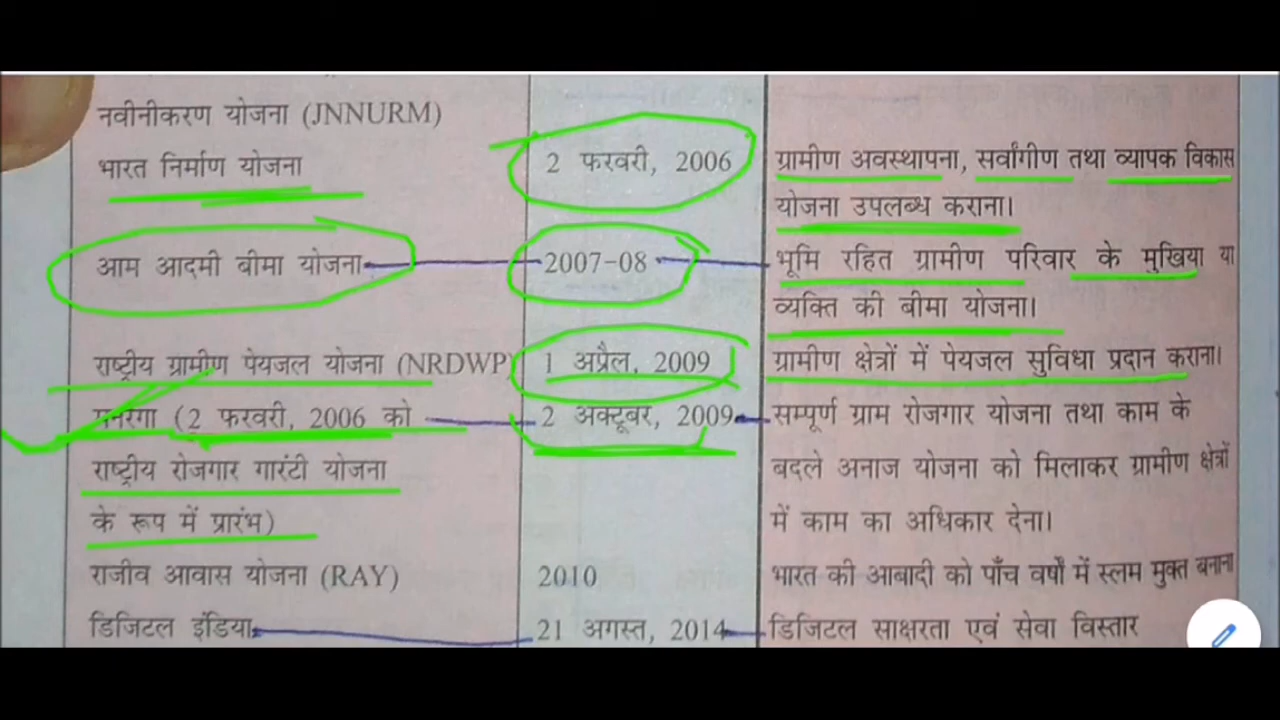 नवीनीकरण योजना (JNNURM)
भारत निर्माण योजना 2 फरवरी, 2006 ग्रामीण अवस्थापना, सर्वांगीण तथा व्यापक विकास
योजना उपलब्ध कराना।
आम आदमी बीमा योजना 2007-08 भूमि रहित ग्रामीण परिवार के मुखिया या
व्यक्ति की बीमा योजना।
राष्ट्रीय ग्रामीण पेयजल योजना (NRDWP) 1 अप्रैल, 2009 ग्रामीण क्षेत्रों में पेयजल सुविधा प्रदान कराना।
मनरेगा (2 फरवरी, 2006 को 2 अक्टूबर, 2009 सम्पूर्ण ग्राम रोजगार योजना तथा काम के
राष्ट्रीय रोजगार गारंटी योजना बदले अनाज योजना को मिलाकर ग्रामीण क्षेत्रों
के रूप में प्रारंभ) में काम का अधिकार देना।
राजीव आवास योजना (RAY) 2010 भारत की आबादी को पाँच वर्षों में स्लम मुक्त बनाना
डिजिटल इंडिया 21 अगस्त, 2014 डिजिटल साक्षरता एवं सेवा विस्तार